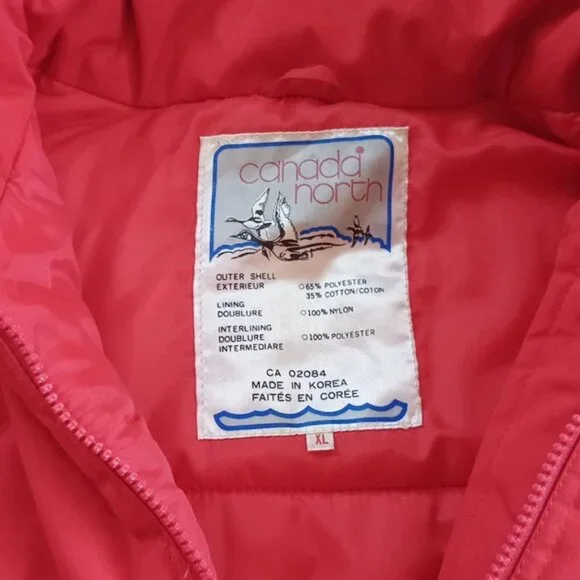 canada
north
OUTER SHELL
EXTERIEUR
65% POLYESTER
35% COTTON/COTON
LINING
DOUBLURE
100% NYLON
INTERLINING
DOUBLURE
INTERMEDIARE
100% POLYESTER
CA 02084
MADE IN KOREA
FAITÉS EN CORÉE
XL